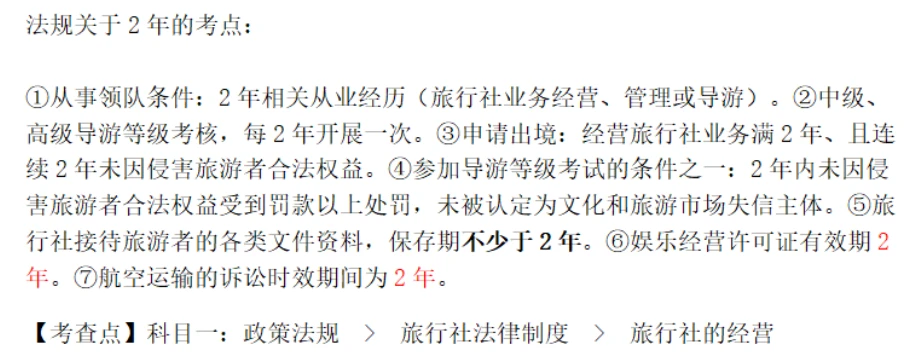 法规关于 2 年的考点：
①从事领队条件：2 年相关从业经历（旅行社业务经营、管理或导游）。②中级、
高级导游等级考核，每 2 年开展一次。③申请出境：经营旅行社业务满 2 年、且连
续 2 年未因侵害旅游者合法权益。④参加导游等级考试的条件之一：2 年内未因侵
害旅游者合法权益受到罚款以上处罚，未被认定为文化和旅游市场失信主体。⑤旅
行社接待旅游者的各类文件资料，保存期不少于 2 年。⑥娱乐经营许可证有效期 2
年。⑦航空运输的诉讼时效期间为 2 年。
【考查点】科目一：政策法规 > 旅行社法律制度 > 旅行社的经营